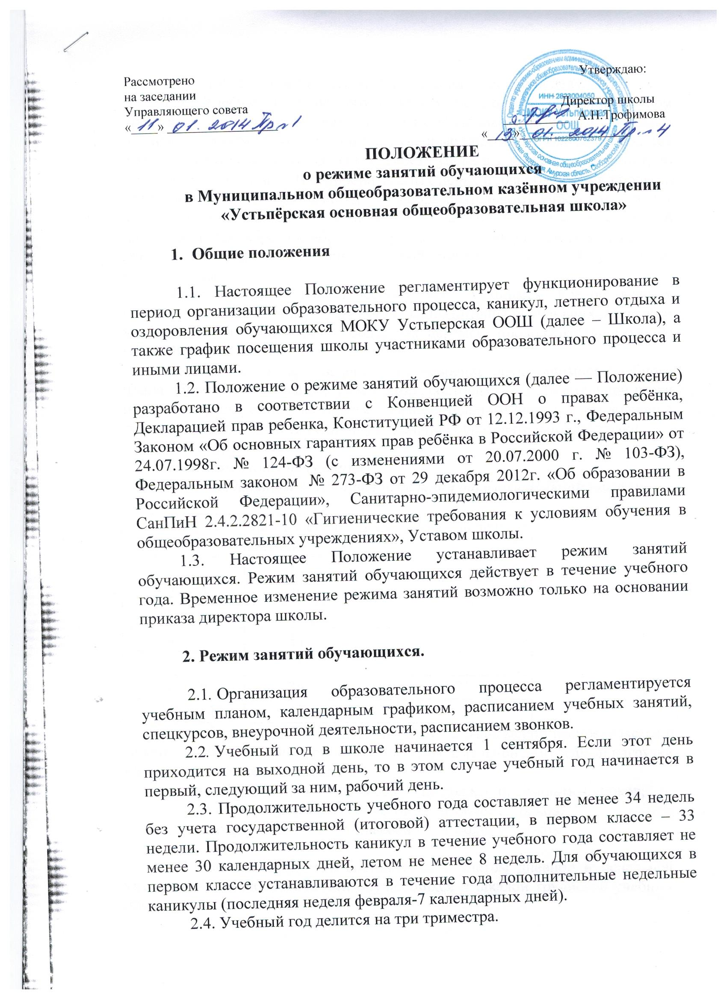 Рассмотрено
на заседании
Управляющего совета
«11» 01. 2014 Пр №1
Утверждаю:
Директор школы
А.Н.Трофимова
«13» 01. 2014 Пр. № 4
ИНН 2823004050
МОКУ Устьпёрская
ООШ
ОГРН 1022800762379
ПОЛОЖЕНИЕ
о режиме занятий обучающихся
в Муниципальном общеобразовательном казённом учреждении
«Устьпёрская основная общеобразовательная школа»
1. Общие положения
1.1. Настоящее Положение регламентирует функционирование в
период организации образовательного процесса, каникул, летнего отдыха и
оздоровления обучающихся МОКУ Устьперская ООШ (далее – Школа), а
также график посещения школы участниками образовательного процесса и
иными лицами.
1.2. Положение о режиме занятий обучающихся (далее — Положение)
разработано в соответствии с Конвенцией ООН о правах ребёнка,
Декларацией прав ребенка, Конституцией РФ от 12.12.1993 г., Федеральным
Законом «Об основных гарантиях прав ребёнка в Российской Федерации» от
24.07.1998г. № 124-ФЗ (с изменениями от 20.07.2000 г. № 103-ФЗ),
Федеральным законом № 273-ФЗ от 29 декабря 2012г. «Об образовании в
Российской Федерации», Санитарно-эпидемиологическими правилами
СанПиН 2.4.2.2821-10 «Гигиенические требования к условиям обучения в
общеобразовательных учреждениях», Уставом школы.
1.3. Настоящее Положение устанавливает режим занятий
обучающихся. Режим занятий обучающихся действует в течение учебного
года. Временное изменение режима занятий возможно только на основании
приказа директора школы.
2. Режим занятий обучающихся.
2.1. Организация образовательного процесса регламентируется
учебным планом, календарным графиком, расписанием учебных занятий,
спецкурсов, внеурочной деятельности, расписанием звонков.
2.2. Учебный год в школе начинается 1 сентября. Если этот день
приходится на выходной день, то в этом случае учебный год начинается в
первый, следующий за ним, рабочий день.
2.3. Продолжительность учебного года составляет не менее 34 недель
без учета государственной (итоговой) аттестации, в первом классе – 33
недели. Продолжительность каникул в течение учебного года составляет не
менее 30 календарных дней, летом не менее 8 недель. Для обучающихся в
первом классе устанавливаются в течение года дополнительные недельные
каникулы (последняя неделя февраля-7 календарных дней).
2.4. Учебный год делится на три триместра.